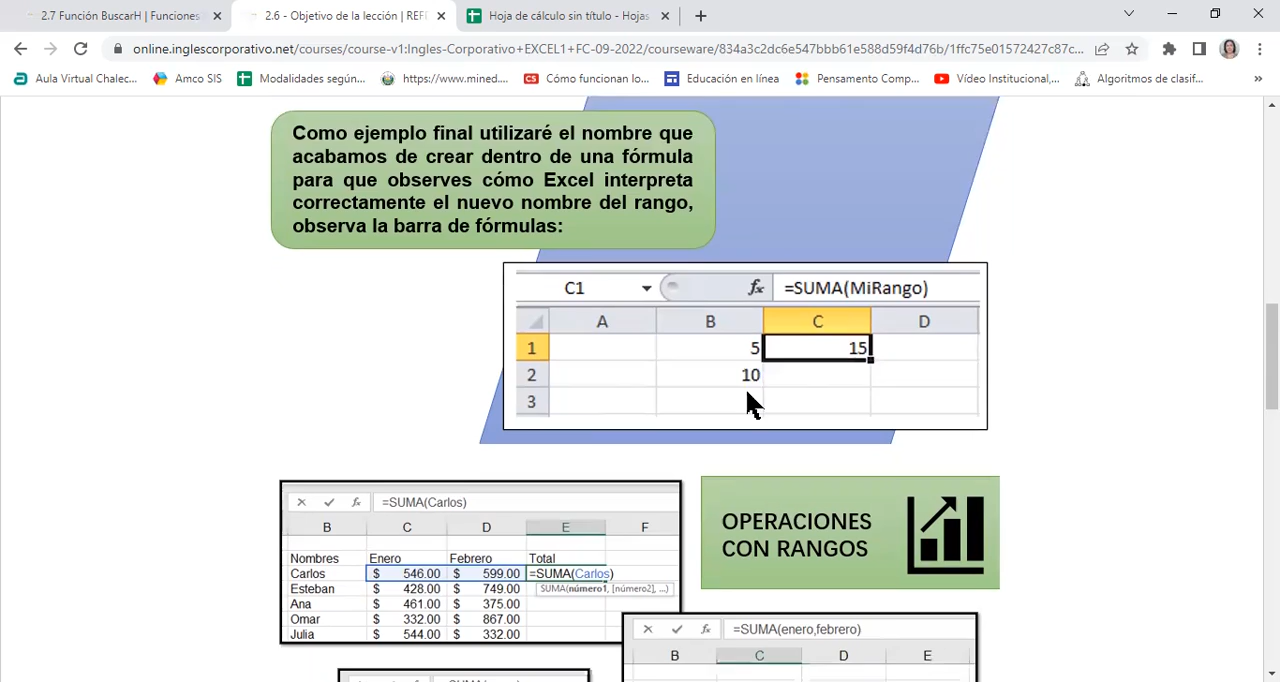 2.7 Función BuscarH | Funciones
2.6 - Objetivo de la lección | REFE
Hoja de cálculo sin título - Hojas
online.inglescorporativo.net/courses/course-v1:Ingles-Corporativo+EXCEL1+FC-09-2022/courseware/834a3c2dc6e547bbb61e588d59f4d76b/1ffc75e01572427c87c...
Aula Virtual Chalec...
Amco SIS
Modalidades según...
https://www.mined...
CS Cómo funcionan lo...
Educación en línea
Pensamento Comp...
Vídeo Institucional,...
Algoritmos de clasif...
»
Como ejemplo final utilizaré el nombre que
acabamos de crear dentro de una fórmula
para que observes cómo Excel interpreta
correctamente el nuevo nombre del rango,
observa la barra de fórmulas:
C1 fx =SUMA(MiRango)
A B C D
1 5 15
2 10
3
fx =SUMA(Carlos)
B C D E F
Nombres Enero Febrero Total
Carlos $ 546.00 $ 599.00 =SUMA(Carlos)
Esteban $ 428.00 $ 749.00 SUMA(número1, [número2], ...)
Ana $ 461.00 $ 375.00
Omar $ 332.00 $ 867.00
Julia $ 544.00 $ 332.00
OPERACIONES
CON RANGOS
fx =SUMA(enero,febrero)
B C D E